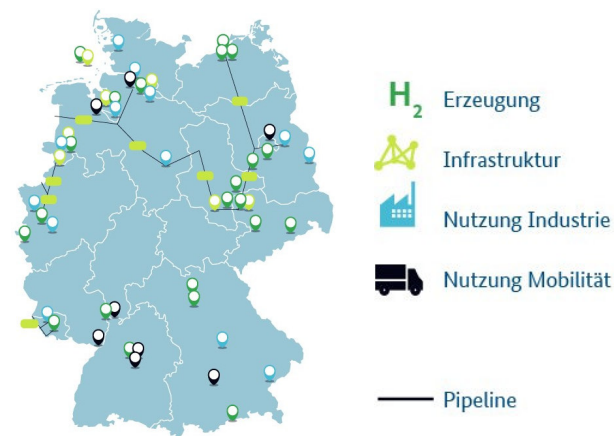 H₂ Erzeugung
Infrastruktur
Nutzung Industrie
Nutzung Mobilität
Pipeline